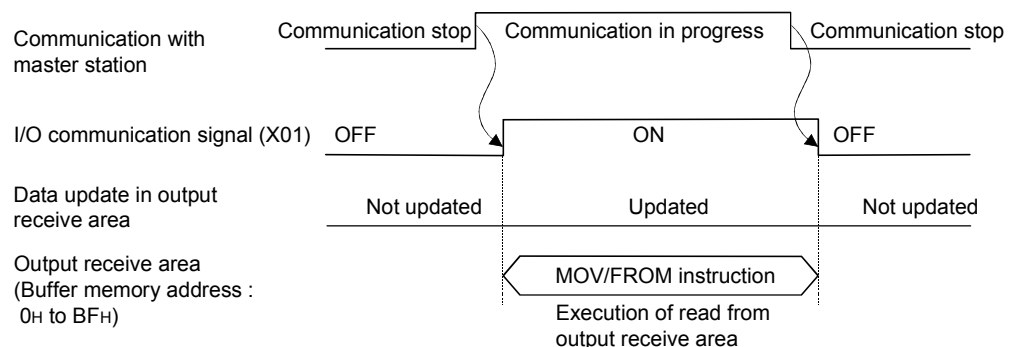 Communication with
master station
Communication stop
Communication in progress
Communication stop
I/O communication signal (X01)
OFF
ON
OFF
Data update in output
receive area
Not updated
Updated
Not updated
Output receive area
(Buffer memory address :
0H to BFH)
MOV/FROM instruction
Execution of read from
output receive area